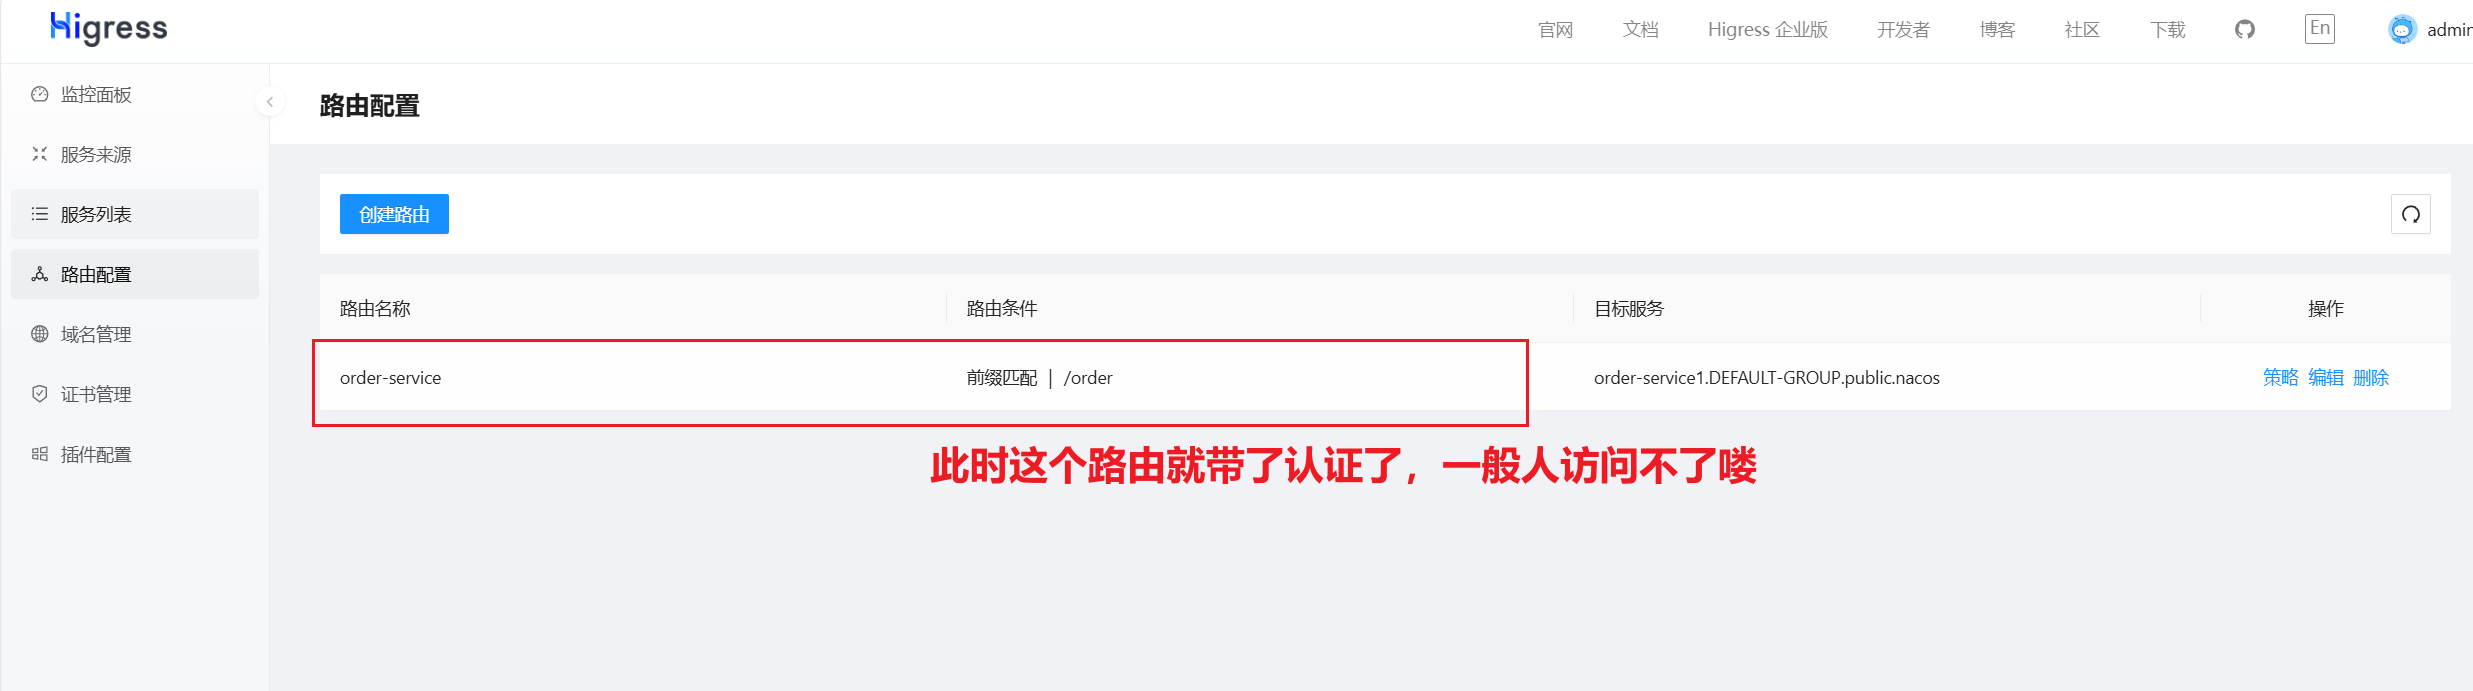 Higress
官网 文档 Higress 企业版 开发者 博客 社区 下载 En admin
监控面板
服务来源
服务列表
路由配置
域名管理
证书管理
插件配置
路由配置
创建路由
路由名称 路由条件 目标服务 操作
order-service 前缀匹配 | /order order-service1.DEFAULT-GROUP.public.nacos 策略 编辑 删除
此时这个路由就带了认证了，一般人访问不了喽